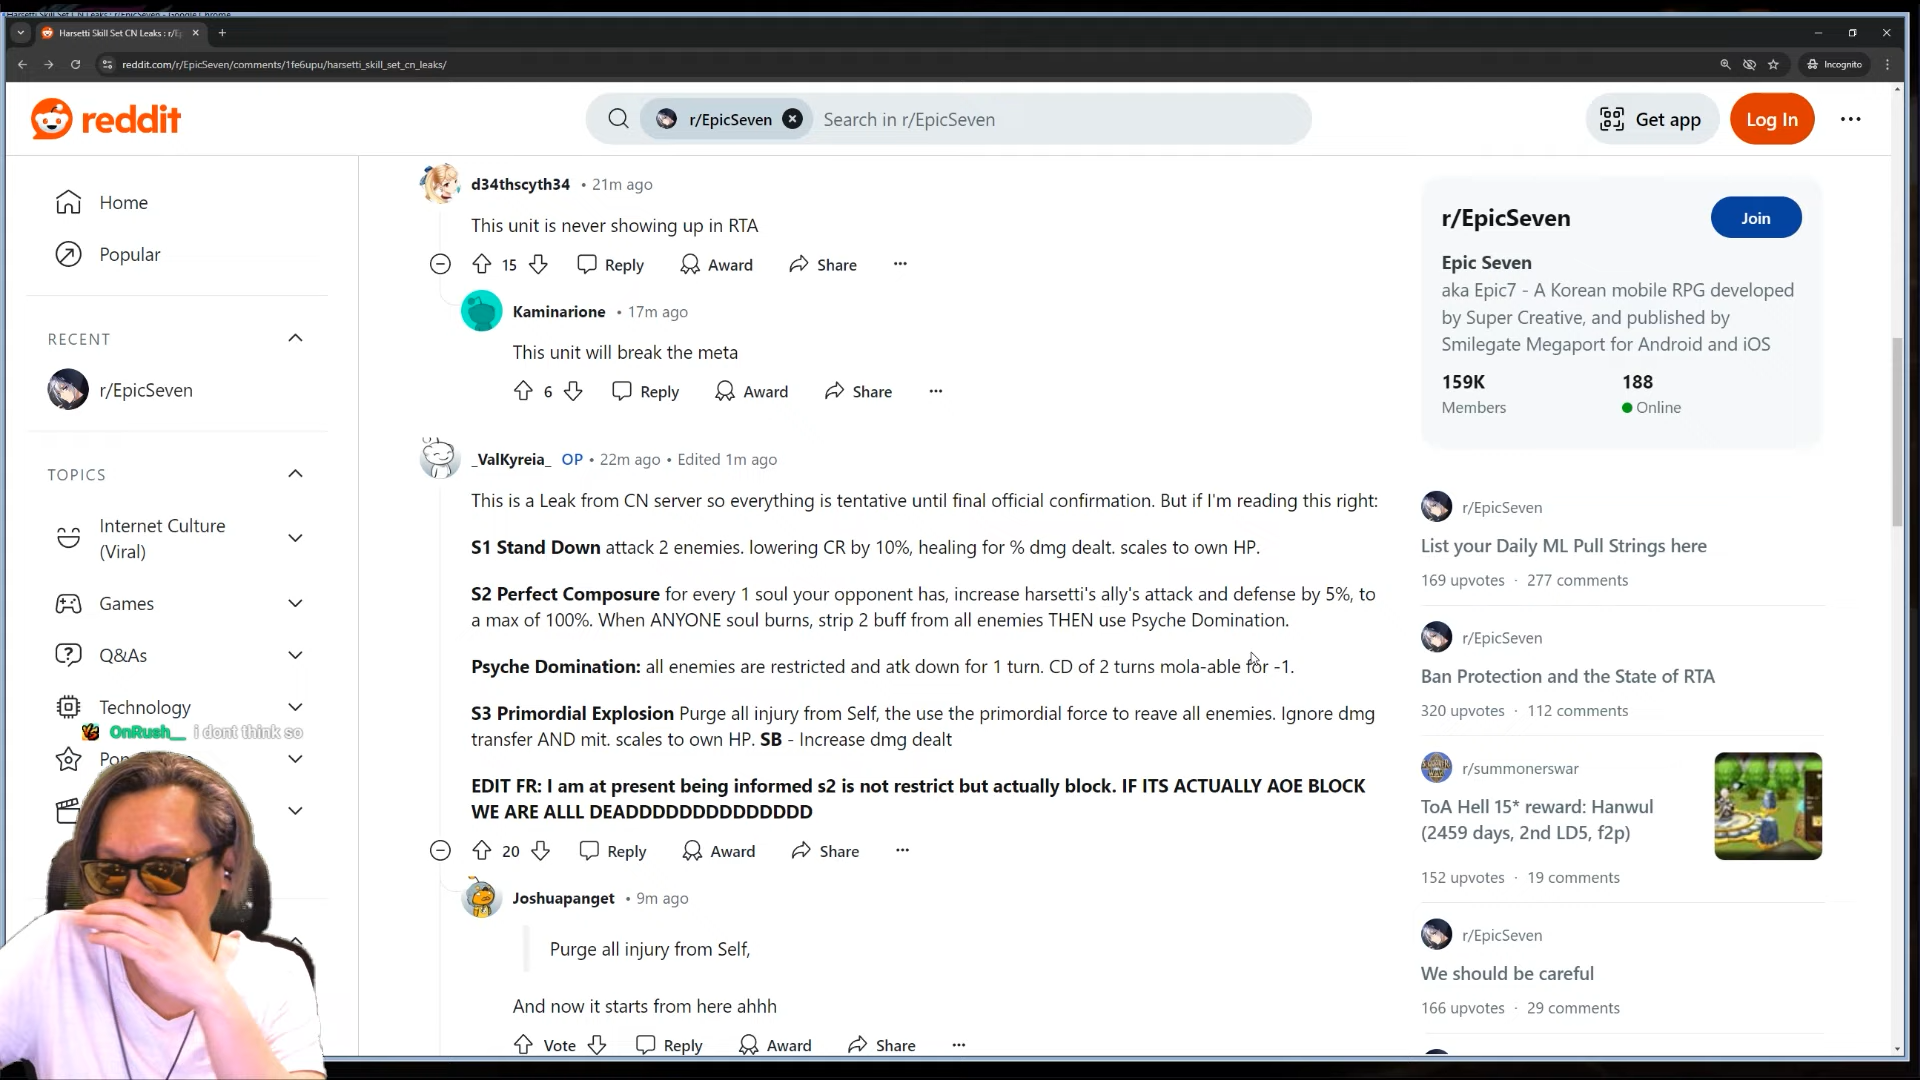 Harsetti Skill Set CN Leaks : r/EpicSeven - Google Chrome
Harsetti Skill Set CN Leaks : r/E
reddit.com/r/EpicSeven/comments/1fe6upu/harsetti_skill_set_cn_leaks/
Incognito
reddit
r/EpicSeven
Search in r/EpicSeven
Get app
Log In
Home
Popular
RECENT
r/EpicSeven
TOPICS
Internet Culture
(Viral)
Games
Q&As
Technology
OnRush__ i dont think so
d34thscyth34 • 21m ago
This unit is never showing up in RTA
15 Reply Award Share
Kaminarione • 17m ago
This unit will break the meta
6 Reply Award Share
_ValKyreia_ OP • 22m ago • Edited 1m ago
This is a Leak from CN server so everything is tentative until final official confirmation. But if I'm reading this right:
S1 Stand Down attack 2 enemies. lowering CR by 10%, healing for % dmg dealt. scales to own HP.
S2 Perfect Composure for every 1 soul your opponent has, increase harsetti's ally's attack and defense by 5%, to
a max of 100%. When ANYONE soul burns, strip 2 buff from all enemies THEN use Psyche Domination.
Psyche Domination: all enemies are restricted and atk down for 1 turn. CD of 2 turns mola-able for -1.
S3 Primordial Explosion Purge all injury from Self, the use the primordial force to reave all enemies. Ignore dmg
transfer AND mit. scales to own HP. SB - Increase dmg dealt
EDIT FR: I am at present being informed s2 is not restrict but actually block. IF ITS ACTUALLY AOE BLOCK
WE ARE ALLL DEADDDDDDDDDDDDDD
20 Reply Award Share
Joshuapanget • 9m ago
Purge all injury from Self,
And now it starts from here ahhh
Vote Reply Award Share
r/EpicSeven
Join
Epic Seven
aka Epic7 - A Korean mobile RPG developed
by Super Creative, and published by
Smilegate Megaport for Android and iOS
159K 188
Members Online
r/EpicSeven
List your Daily ML Pull Strings here
169 upvotes · 277 comments
r/EpicSeven
Ban Protection and the State of RTA
320 upvotes · 112 comments
r/summonerswar
ToA Hell 15* reward: Hanwul
(2459 days, 2nd LD5, f2p)
152 upvotes · 19 comments
r/EpicSeven
We should be careful
166 upvotes · 29 comments